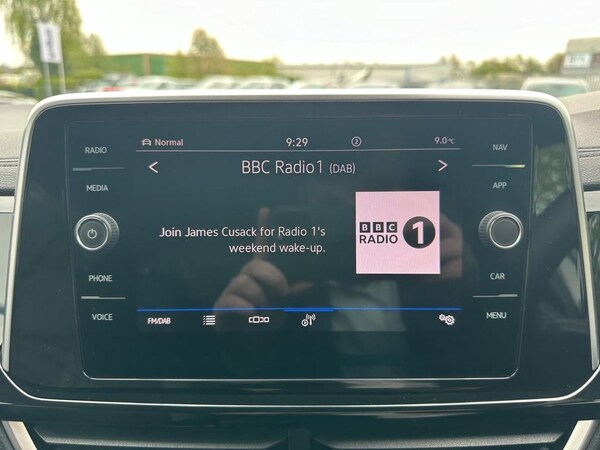 Normal 9:29 2 9.0°C
RADIO
MEDIA
PHONE
VOICE
BBC Radio 1 (DAB)
Join James Cusack for Radio 1's
weekend wake-up.
BBC
RADIO 1
FM/DAB
NAV
APP
CAR
MENU